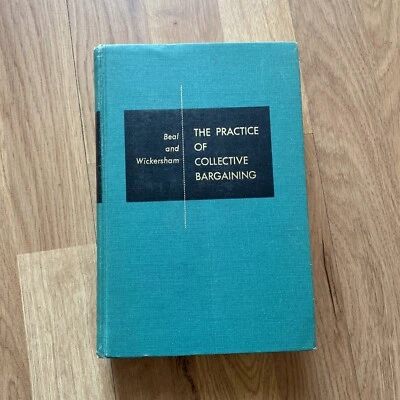 Beal
and
Wickersham
THE PRACTICE
OF
COLLECTIVE
BARGAINING